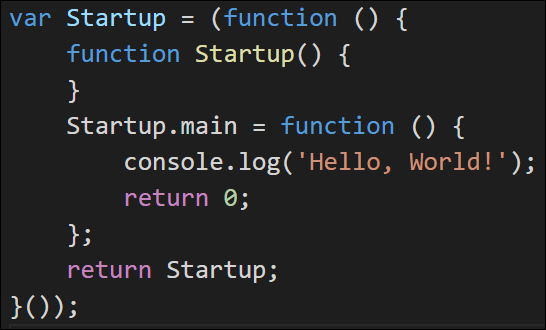 var Startup = (function () {
    function Startup() {
    }
    Startup.main = function () {
        console.log('Hello, World!');
        return 0;
    };
    return Startup;
}());